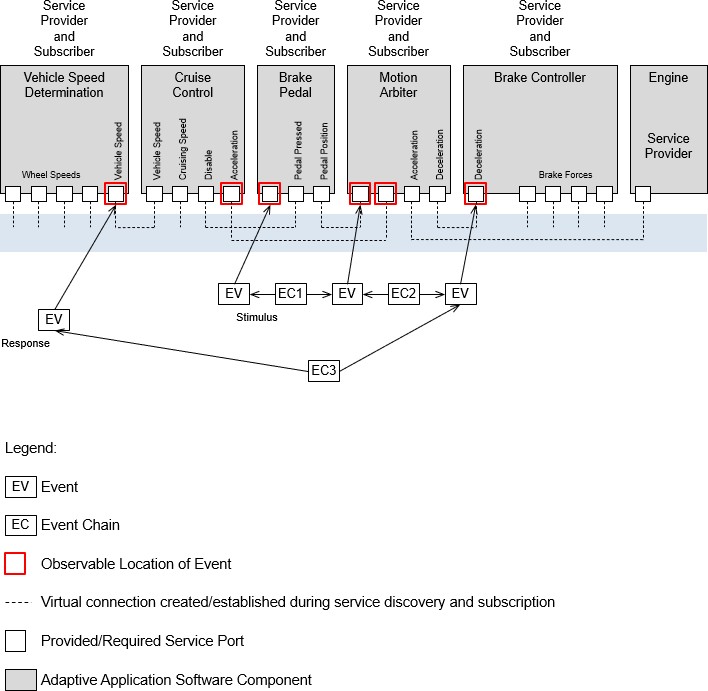 Service
Provider
and
Subscriber
Service
Provider
and
Subscriber
Service
Provider
and
Subscriber
Service
Provider
and
Subscriber
Service
Provider
and
Subscriber
Vehicle Speed
Determination
Cruise
Control
Brake
Pedal
Motion
Arbiter
Brake Controller
Engine
Service
Provider
Wheel Speeds
Vehicle Speed
Vehicle Speed
Cruising Speed
Disable
Acceleration
Pedal Pressed
Pedal Position
Acceleration
Deceleration
Deceleration
Brake Forces
EV
EC1
EV
EC2
EV
Stimulus
EV
Response
EC3
Legend:
EV
Event
EC
Event Chain
Observable Location of Event
Virtual connection created/established during service discovery and subscription
Provided/Required Service Port
Adaptive Application Software Component